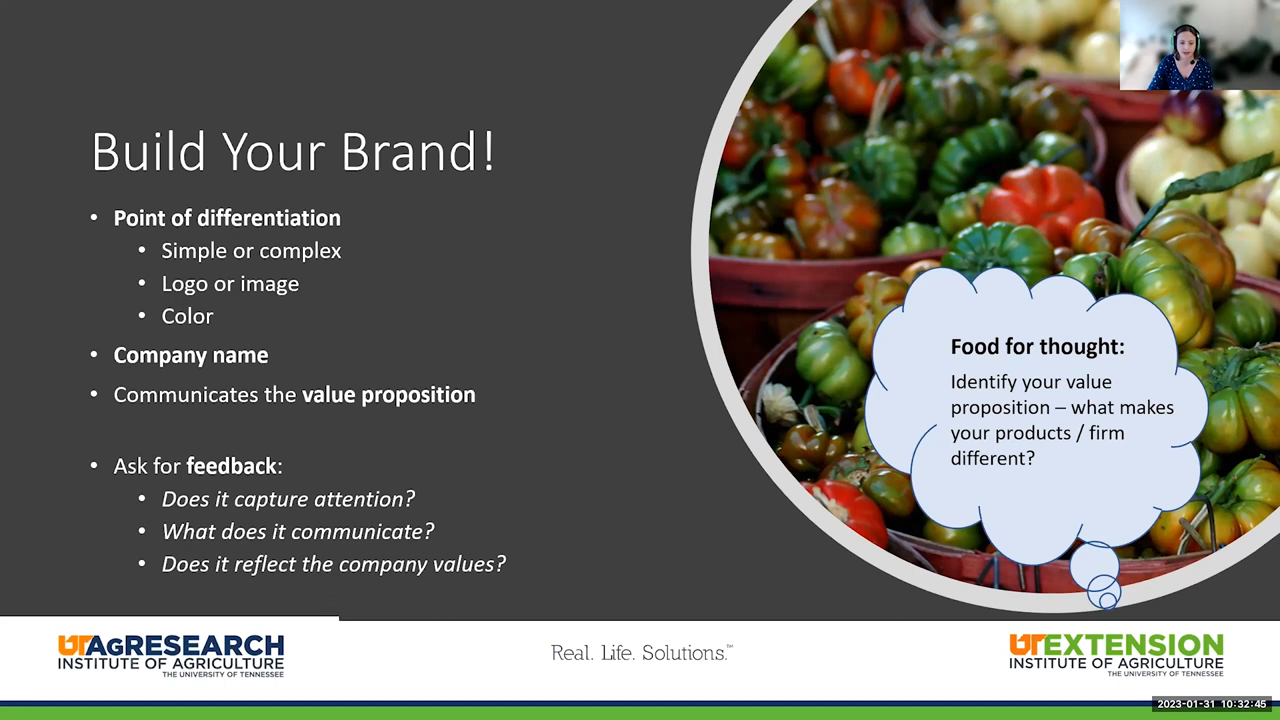 Build Your Brand!
• Point of differentiation
• Simple or complex
• Logo or image
• Color
• Company name
• Communicates the value proposition
• Ask for feedback:
• Does it capture attention?
• What does it communicate?
• Does it reflect the company values?
Food for thought:
Identify your value
proposition – what makes
your products / firm
different?
UTAGRESEARCH
INSTITUTE OF AGRICULTURE
THE UNIVERSITY OF TENNESSEE
Real. Life. Solutions.™
UTEXTENSION
INSTITUTE OF AGRICULTURE
THE UNIVERSITY OF TENNESSEE
2023-01-31 10:32:45